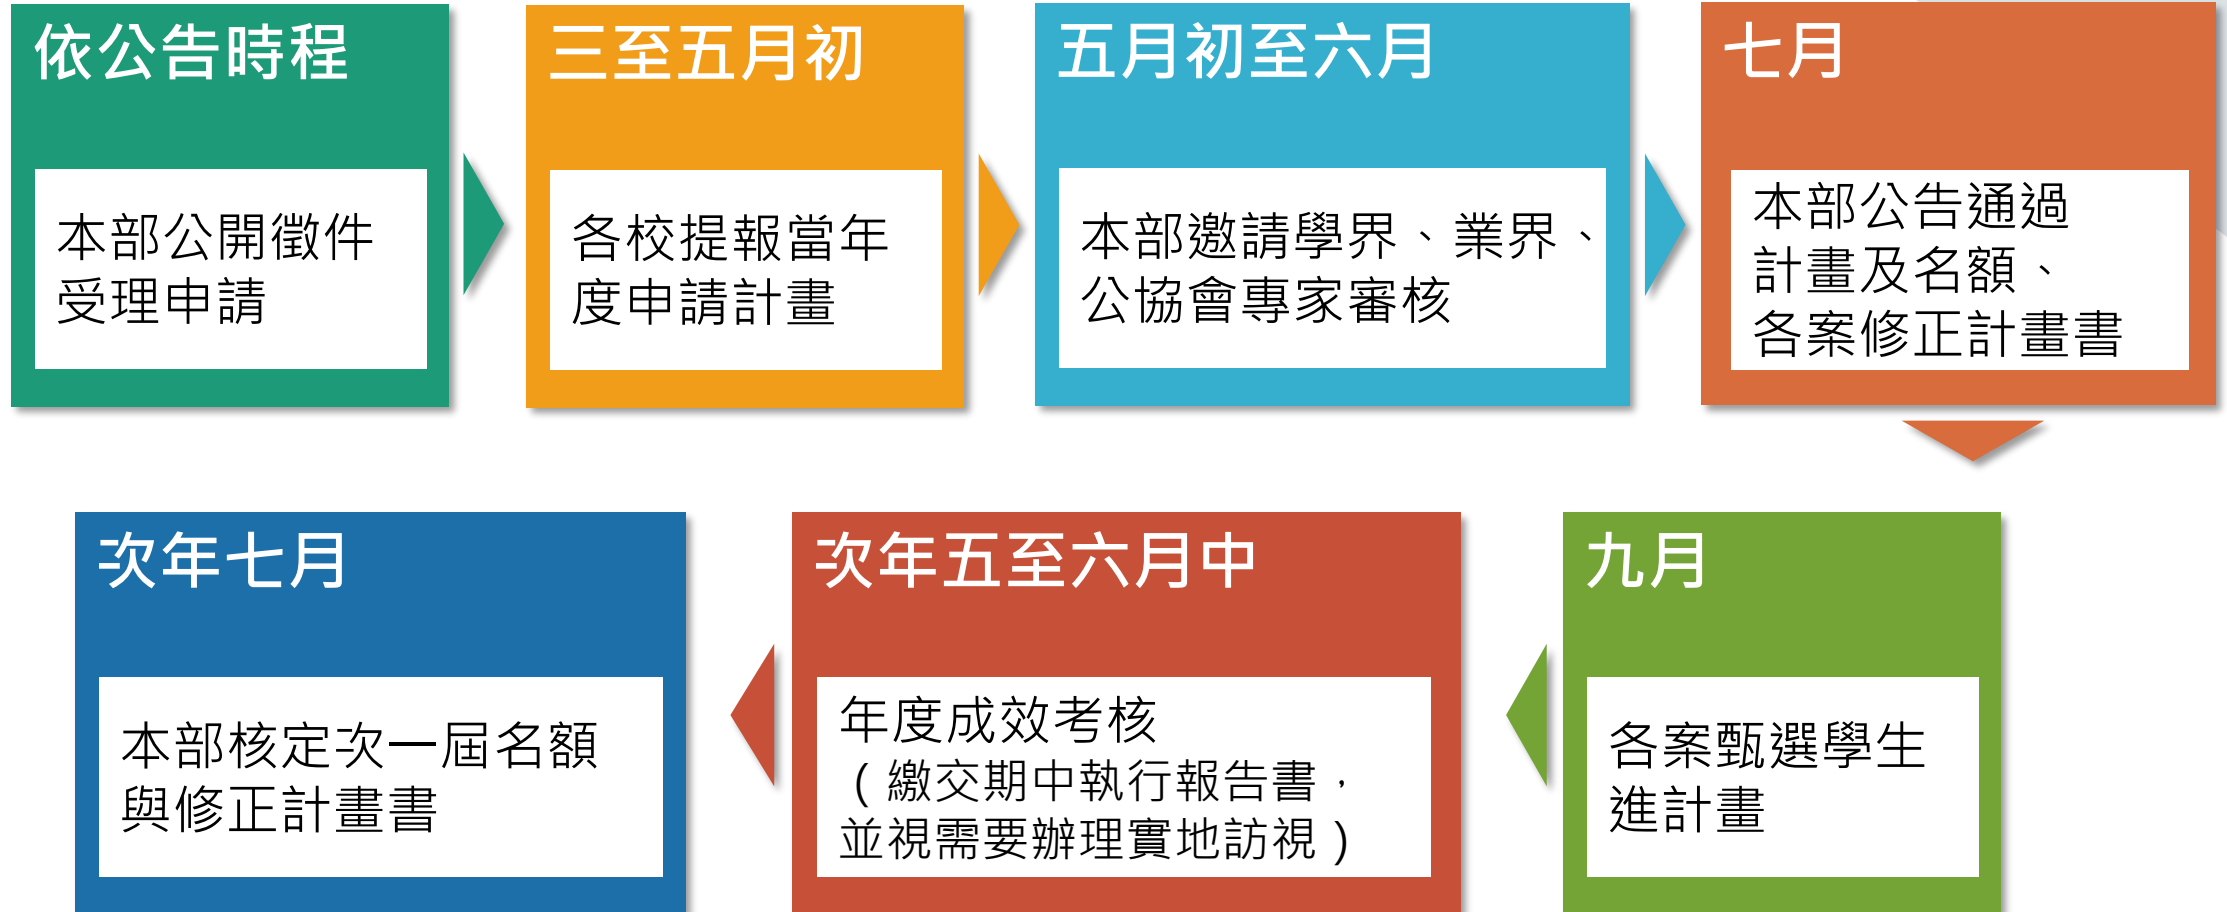 依公告時程
本部公開徵件
受理申請
三至五月初
各校提報當年
度申請計畫
五月初至六月
本部邀請學界、業界、
公協會專家審核
七月
本部公告通過
計畫及名額、
各案修正計畫書
九月
各案甄選學生
進計畫
次年五至六月中
年度成效考核
（繳交期中執行報告書，
並視需要辦理實地訪視）
次年七月
本部核定次一屆名額
與修正計畫書